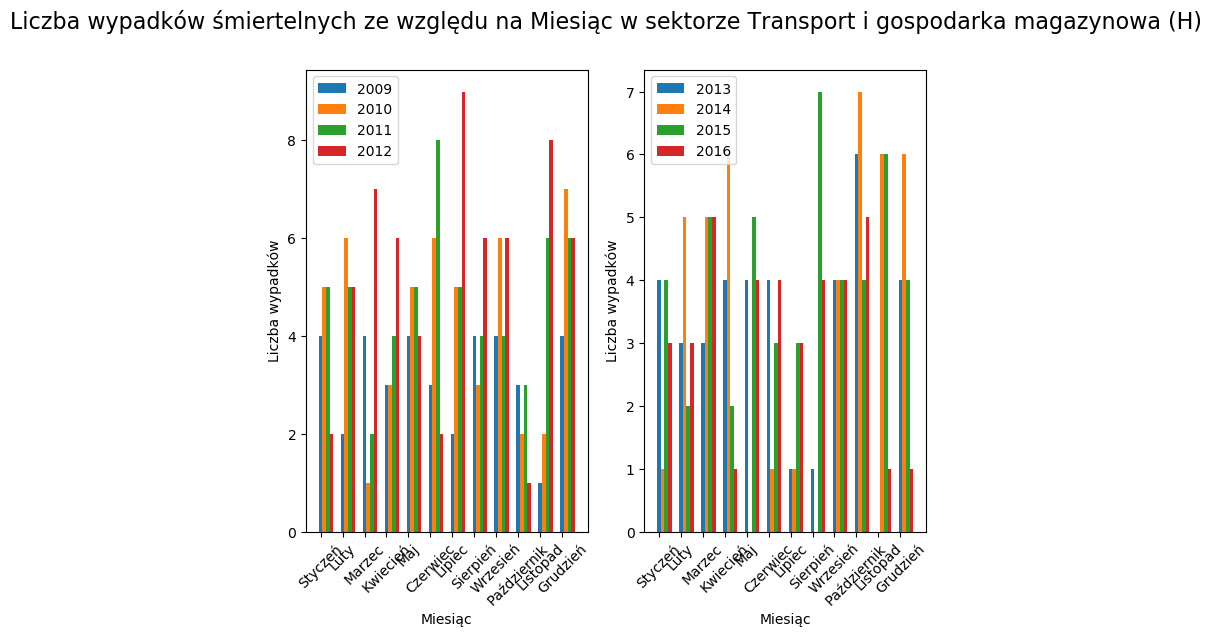 Liczba wypadków śmiertelnych ze względu na Miesiąc w sektorze Transport i gospodarka magazynowa (H)
2009
2010
2011
2012
8
6
4
2
0
Liczba wypadków
Styczeń
Luty
Marzec
Kwiecień
Maj
Czerwiec
Lipiec
Sierpień
Wrzesień
Październik
Listopad
Grudzień
Miesiąc
2013
2014
2015
2016
7
6
5
4
3
2
1
0
Liczba wypadków
Styczeń
Luty
Marzec
Kwiecień
Maj
Czerwiec
Lipiec
Sierpień
Wrzesień
Październik
Listopad
Grudzień
Miesiąc